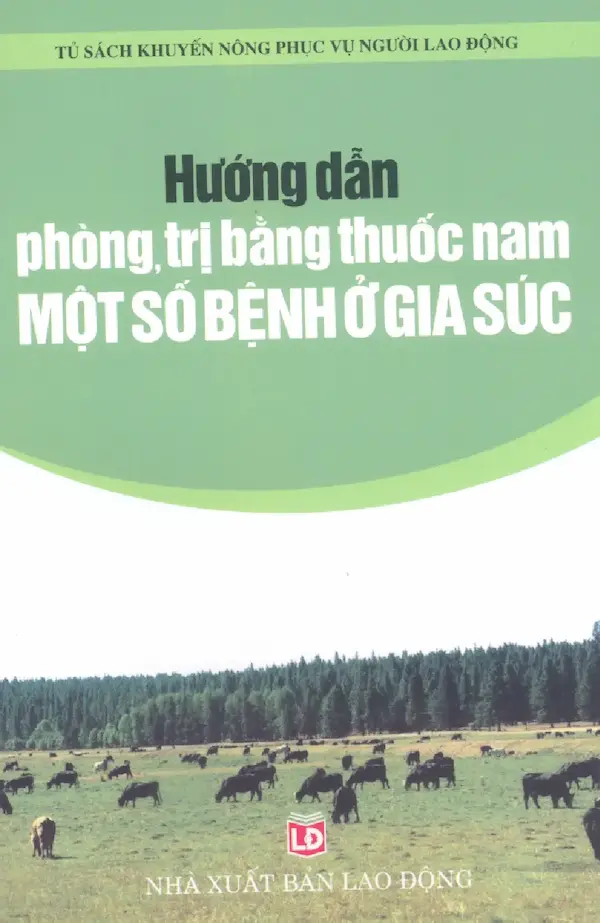 TỦ SÁCH KHUYẾN NÔNG PHỤC VỤ NGƯỜI LAO ĐỘNG
Hướng dẫn
phòng, trị bằng thuốc nam
MỘT SỐ BỆNH Ở GIA SÚC
LĐ
NHÀ XUẤT BẢN LAO ĐỘNG